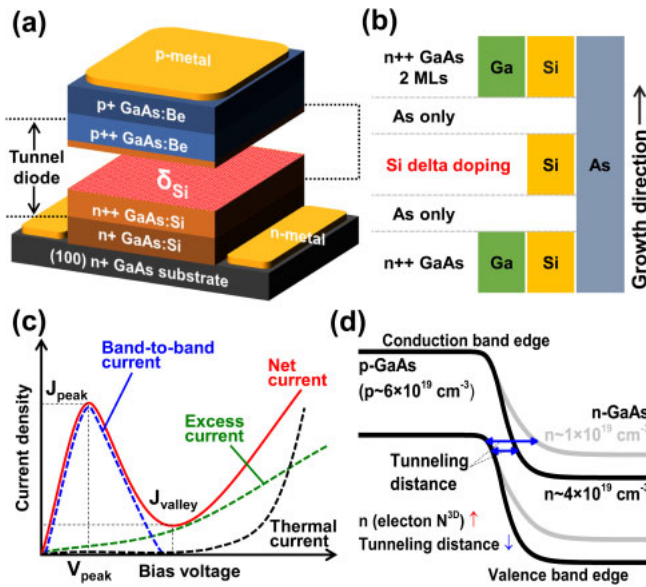 (a)
p-metal
p+ GaAs:Be
p++ GaAs:Be
Tunnel
diode
δSi
n++ GaAs:Si
n+ GaAs:Si
n-metal
(100) n+ GaAs substrate
(b)
n++ GaAs
2 MLs
Ga
Si
As only
Si delta doping
Si
As
As only
n++ GaAs
Ga
Si
Growth direction
(c)
Band-to-band
current
Net
current
Jpeak
Excess
current
Jvalley
Thermal
current
Current density
Vpeak
Bias voltage
(d)
Conduction band edge
p-GaAs
(p~6×10¹⁹ cm⁻³)
n-GaAs
n~1×10¹⁹ cm⁻³
Tunneling
distance
n~4×10¹⁹ cm⁻³
n (electon N³ᴰ) ↑
Tunneling distance ↓
Valence band edge